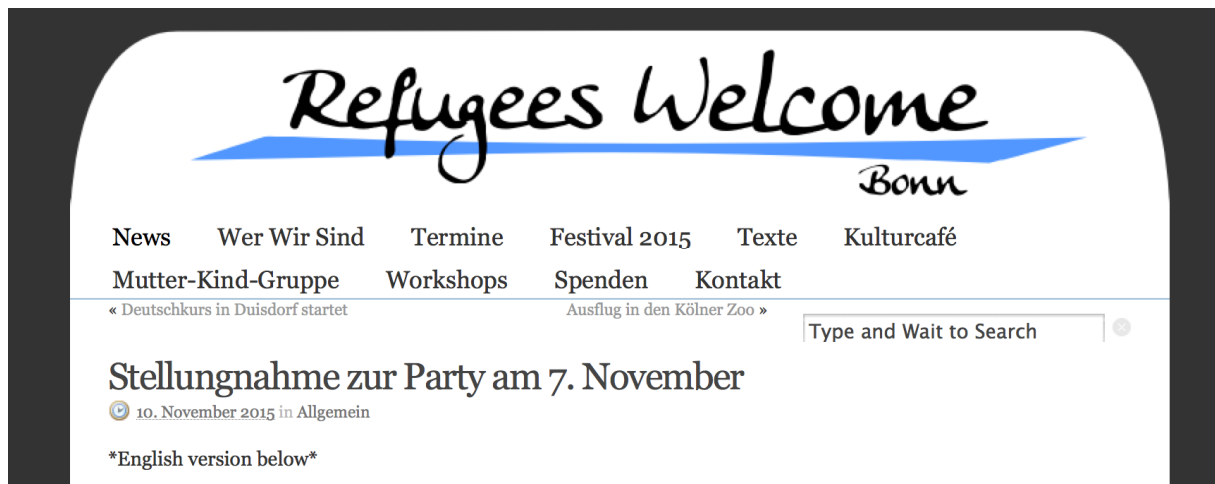 Refugees Welcome
Bonn
News Wer Wir Sind Termine Festival 2015 Texte Kulturcafé
Mutter-Kind-Gruppe Workshops Spenden Kontakt
« Deutschkurs in Duisdorf startet Ausflug in den Kölner Zoo »
Type and Wait to Search
Stellungnahme zur Party am 7. November
10. November 2015 in Allgemein
*English version below*